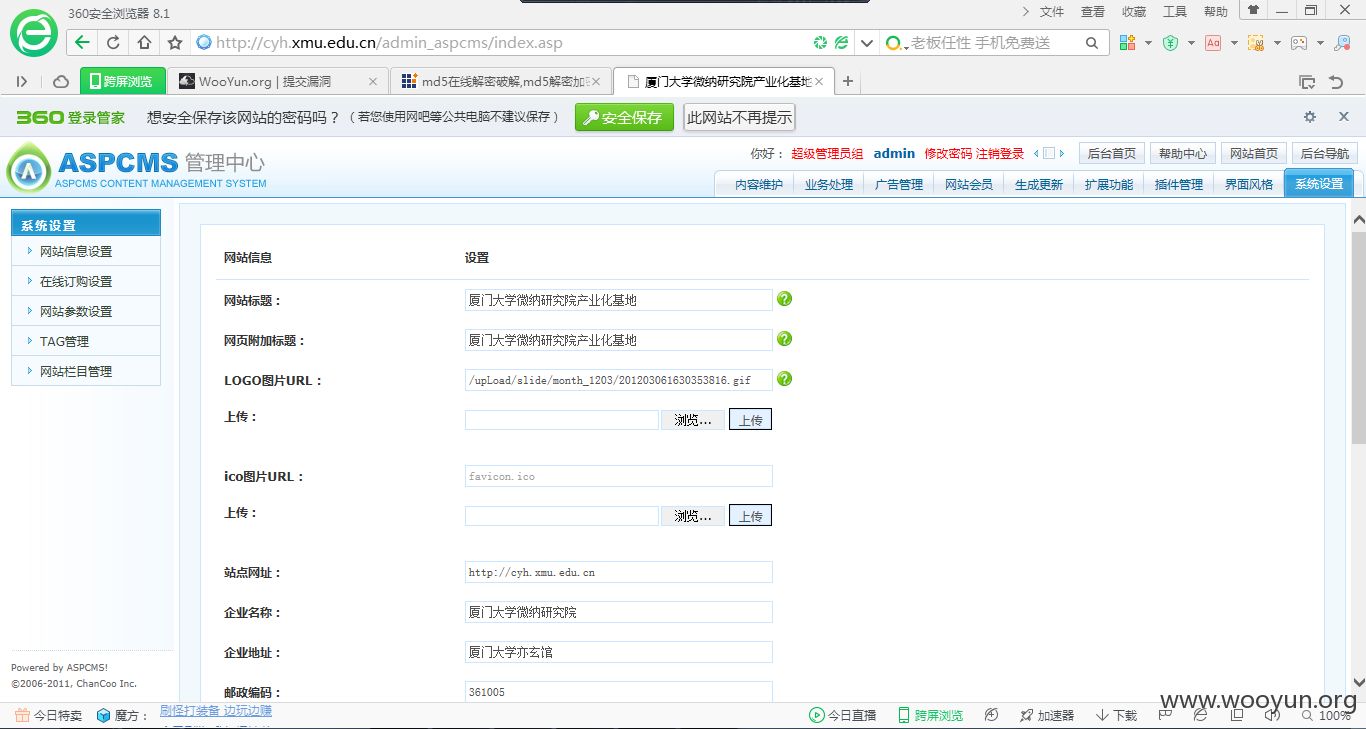 360安全浏览器 8.1
文件 查看 收藏 工具 帮助
http://cyh.xmu.edu.cn/admin_aspcms/index.asp
老板任性 手机免费送
跨屏浏览
WooYun.org | 提交漏洞
md5在线解密破解,md5解密加
厦门大学微纳研究院产业化基地
360登录管家 想安全保存该网站的密码吗？（若您使用网吧等公共电脑不建议保存） 安全保存 此网站不再提示
ASPCMS 管理中心
ASPCMS CONTENT MANAGEMENT SYSTEM
你好： 超级管理员组 admin 修改密码 注销登录 后台首页 帮助中心 网站首页 后台导航
内容维护 业务处理 广告管理 网站会员 生成更新 扩展功能 插件管理 界面风格 系统设置
系统设置
网站信息设置
在线订购设置
网站参数设置
TAG管理
网站栏目管理
网站信息 设置
网站标题： 厦门大学微纳研究院产业化基地
网页附加标题： 厦门大学微纳研究院产业化基地
LOGO图片URL： /upLoad/slide/month_1203/201203061630353816.gif
上传： 浏览... 上传
ico图片URL： favicon.ico
上传： 浏览... 上传
站点网址： http://cyh.xmu.edu.cn
企业名称： 厦门大学微纳研究院
企业地址： 厦门大学亦玄馆
邮政编码： 361005
Powered by ASPCMS!
©2006-2011, ChanCoo Inc.
今日特卖 魔方： 刷怪打装备 边玩边赚
今日直播 跨屏浏览 加速器 下载 100%
www.wooyun.org